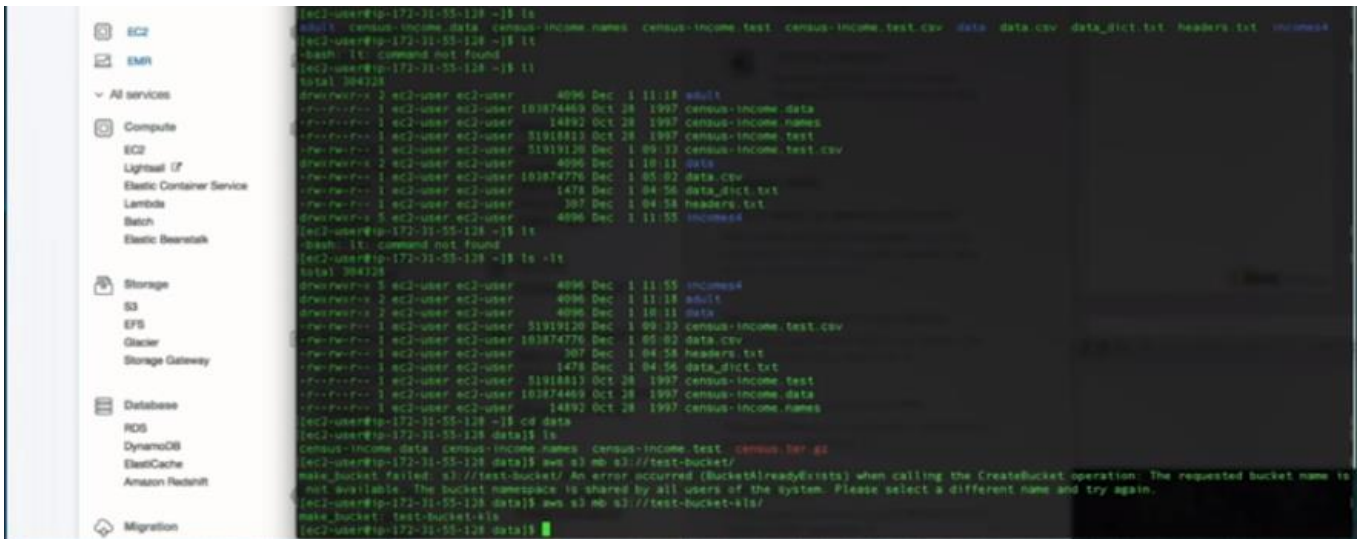 EC2
EMR
All services
Compute
EC2
Lightsail
Elastic Container Service
Lambda
Batch
Elastic Beanstalk
Storage
S3
EFS
Glacier
Storage Gateway
Database
RDS
DynamoDB
ElastiCache
Amazon Redshift
Migration
[ec2-user@ip-172-31-55-128 ~]$ ls
adult census-income.data census-income.names census-income.test census-income.test.csv data data.csv data_dict.txt headers.txt incomes4
[ec2-user@ip-172-31-55-128 ~]$ lt
-bash: lt: command not found
[ec2-user@ip-172-31-55-128 ~]$ ll
total 304328
drwxrwxr-x 2 ec2-user ec2-user 4096 Dec 1 11:18 adult
-r--r--r-- 1 ec2-user ec2-user 103874469 Oct 28 1997 census-income.data
-r--r--r-- 1 ec2-user ec2-user 14892 Oct 28 1997 census-income.names
-r--r--r-- 1 ec2-user ec2-user 51918813 Oct 28 1997 census-income.test
-rw-rw-r-- 1 ec2-user ec2-user 51919120 Dec 1 09:33 census-income.test.csv
drwxrwxr-x 2 ec2-user ec2-user 4096 Dec 1 10:11 data
-rw-rw-r-- 1 ec2-user ec2-user 103874776 Dec 1 05:02 data.csv
-rw-rw-r-- 1 ec2-user ec2-user 1478 Dec 1 04:56 data_dict.txt
-rw-rw-r-- 1 ec2-user ec2-user 307 Dec 1 04:58 headers.txt
drwxrwxr-x 5 ec2-user ec2-user 4096 Dec 1 11:55 incomes4
[ec2-user@ip-172-31-55-128 ~]$ lt
-bash: lt: command not found
[ec2-user@ip-172-31-55-128 ~]$ ls -lt
total 304328
drwxrwxr-x 5 ec2-user ec2-user 4096 Dec 1 11:55 incomes4
drwxrwxr-x 2 ec2-user ec2-user 4096 Dec 1 11:18 adult
drwxrwxr-x 2 ec2-user ec2-user 4096 Dec 1 10:11 data
-rw-rw-r-- 1 ec2-user ec2-user 51919120 Dec 1 09:33 census-income.test.csv
-rw-rw-r-- 1 ec2-user ec2-user 103874776 Dec 1 05:02 data.csv
-rw-rw-r-- 1 ec2-user ec2-user 307 Dec 1 04:58 headers.txt
-rw-rw-r-- 1 ec2-user ec2-user 1478 Dec 1 04:56 data_dict.txt
-r--r--r-- 1 ec2-user ec2-user 51918813 Oct 28 1997 census-income.test
-r--r--r-- 1 ec2-user ec2-user 103874469 Oct 28 1997 census-income.data
-r--r--r-- 1 ec2-user ec2-user 14892 Oct 28 1997 census-income.names
[ec2-user@ip-172-31-55-128 ~]$ cd data
[ec2-user@ip-172-31-55-128 data]$ ls
census-income.data census-income.names census-income.test
[ec2-user@ip-172-31-55-128 data]$ aws s3 mb s3://test-bucket/
make_bucket failed: s3://test-bucket/ An error occurred (BucketAlreadyExists) when calling the CreateBucket operation: The requested bucket name is
not available. The bucket namespace is shared by all users of the system. Please select a different name and try again.
[ec2-user@ip-172-31-55-128 data]$ aws s3 mb s3://test-bucket-4ls/
make_bucket: test-bucket-4ls
[ec2-user@ip-172-31-55-128 data]$